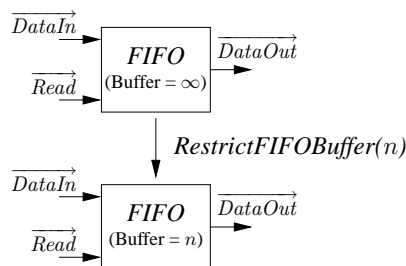 DataIn
FIFO
DataOut
(Buffer = ∞)
Read
RestrictFIFOBuffer(n)
DataIn
FIFO
DataOut
(Buffer = n)
Read